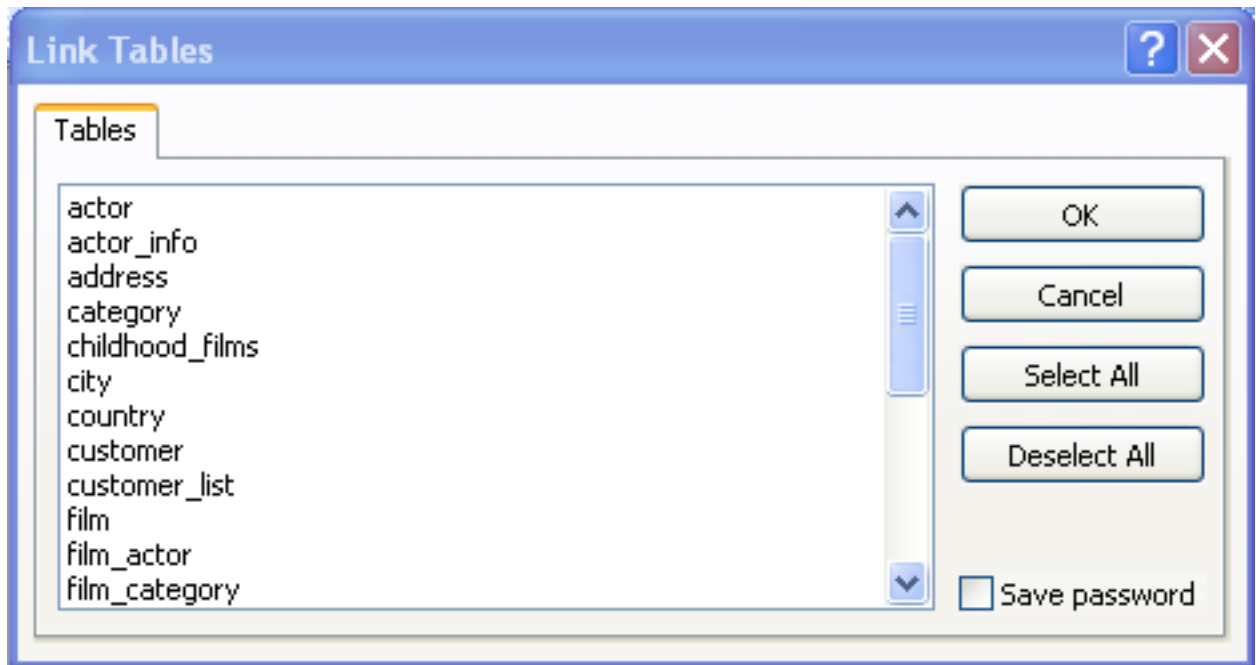 Link Tables
Tables
actor
actor_info
address
category
childhood_films
city
country
customer
customer_list
film
film_actor
film_category
OK
Cancel
Select All
Deselect All
Save password